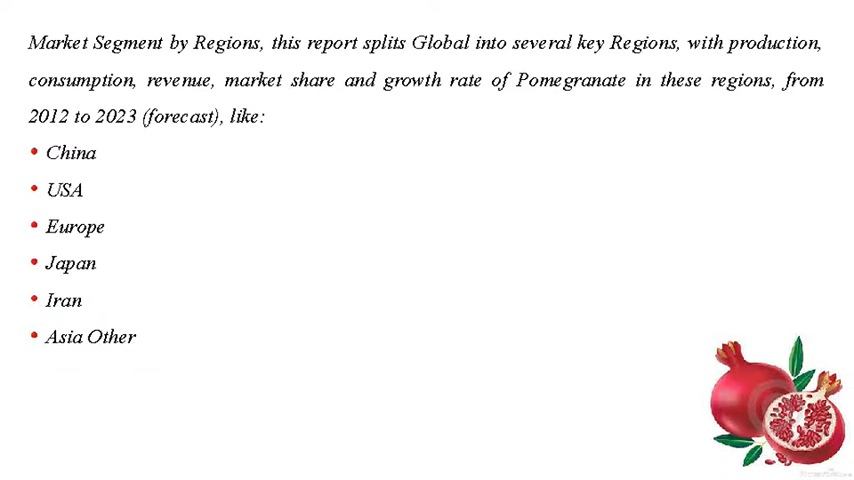 Market Segment by Regions, this report splits Global into several key Regions, with production,
consumption, revenue, market share and growth rate of Pomegranate in these regions, from
2012 to 2023 (forecast), like:
• China
• USA
• Europe
• Japan
• Iran
• Asia Other